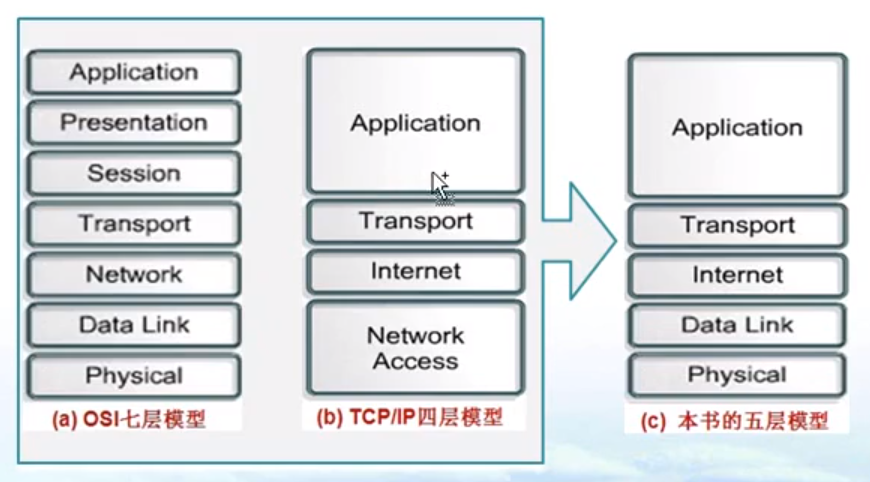 Application
Presentation
Session
Transport
Network
Data Link
Physical
(a) OSI七层模型
Application
Transport
Internet
Network
Access
(b) TCP/IP四层模型
Application
Transport
Internet
Data Link
Physical
(c) 本书的五层模型